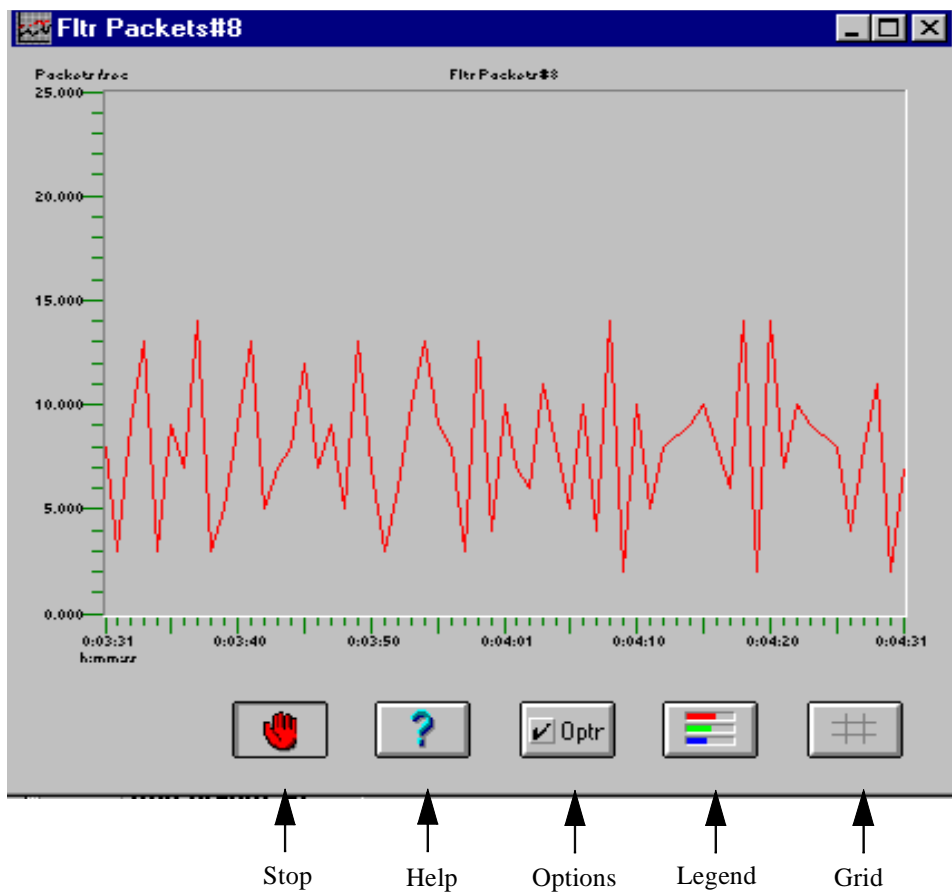 Fltr Packets#8
Packets/sec
Fltr Packets#8
25.000
20.000
15.000
10.000
5.000
0.000
0:03:31 0:03:40 0:03:50 0:04:01 0:04:10 0:04:20 0:04:31
h:mm:ss
? Optr
Stop Help Options Legend Grid